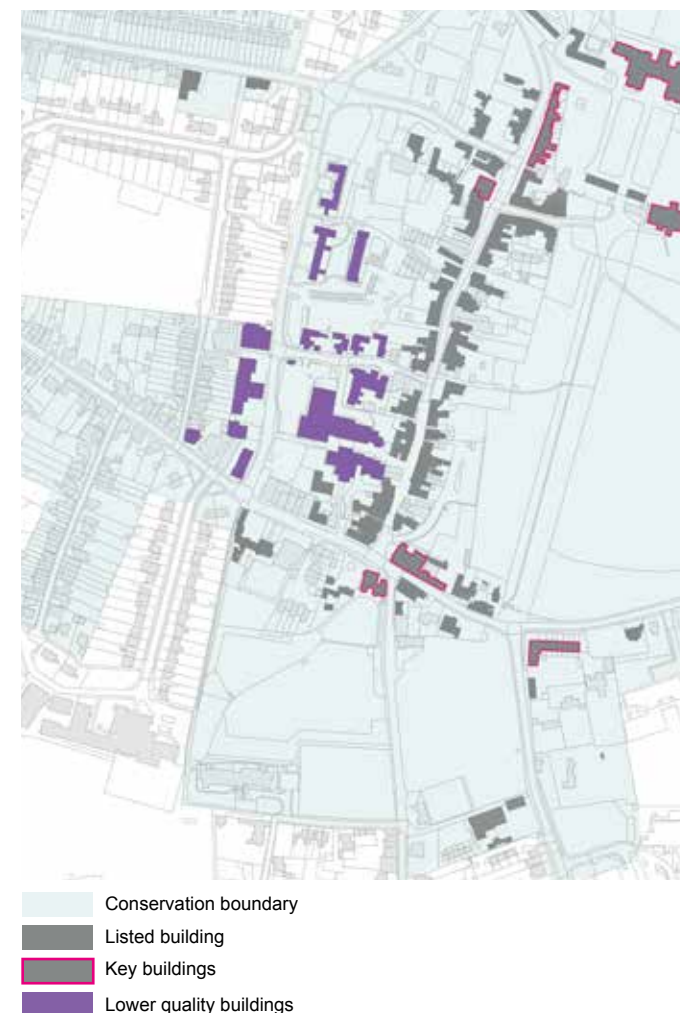 Conservation boundary
Listed building
Key buildings
Lower quality buildings